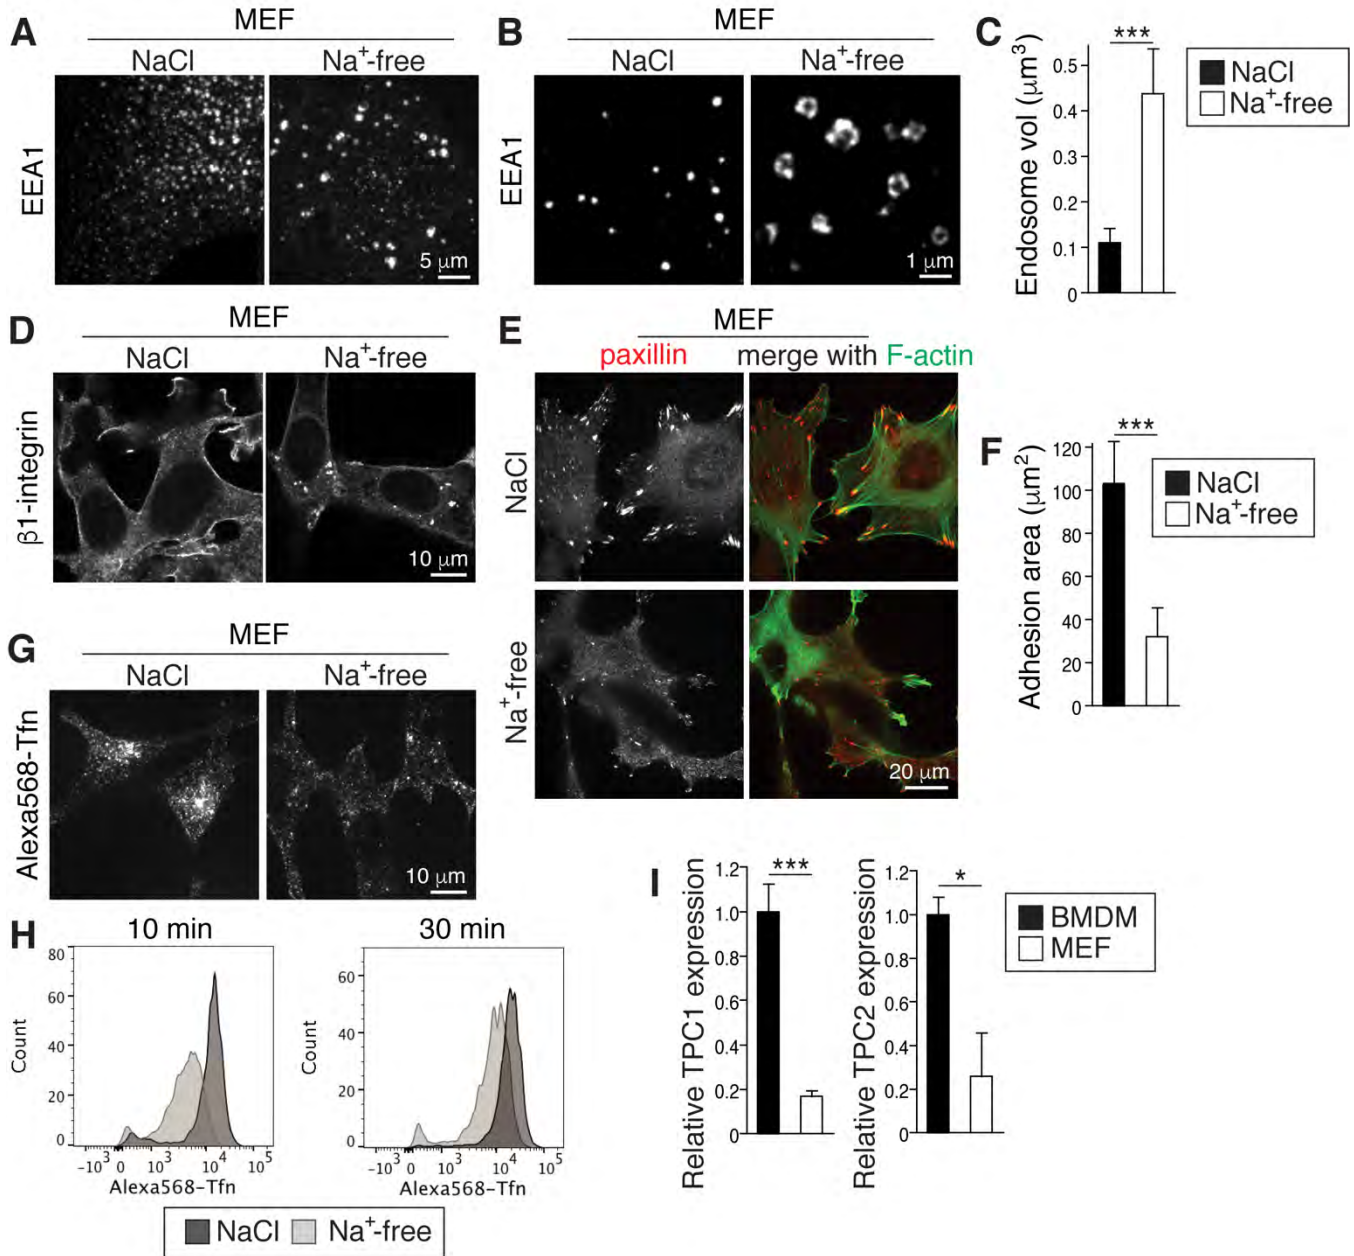 A
MEF
NaCl
Na+-free
EEA1
5 μm
B
MEF
NaCl
Na+-free
EEA1
1 μm
C
***
Endosome vol (μm3)
0.5
0.4
0.3
0.2
0.1
0
NaCl
Na+-free
D
MEF
NaCl
Na+-free
β1-integrin
10 μm
E
MEF
paxillin
merge with F-actin
NaCl
Na+-free
20 μm
F
***
Adhesion area (μm2)
120
100
80
60
40
20
0
NaCl
Na+-free
G
MEF
NaCl
Na+-free
Alexa568-Tfn
10 μm
H
10 min
80
60
40
20
0
Count
-103 0 103 104 105
Alexa568-Tfn
30 min
60
40
20
0
Count
-103 0 103 104 105
Alexa568-Tfn
NaCl Na+-free
I
***
Relative TPC1 expression
1.2
1.0
0.8
0.6
0.4
0.2
0
*
Relative TPC2 expression
1.2
1.0
0.8
0.6
0.4
0.2
0
BMDM
MEF